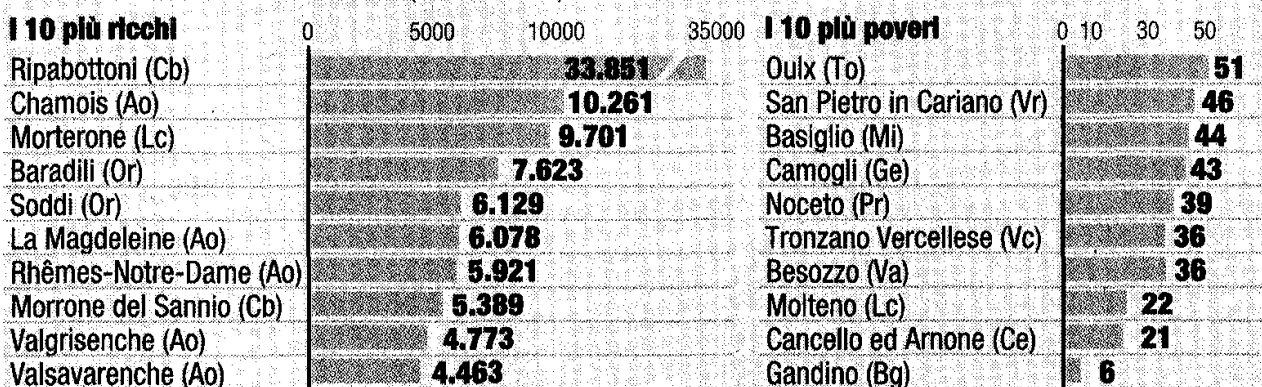 I 10 più ricchi
0 5000 10000 35000
Ripabottoni (Cb) 33.851
Chamois (Ao) 10.261
Morterone (Lc) 9.701
Baradili (Or) 7.623
Soddi (Or) 6.129
La Magdeleine (Ao) 6.078
Rhêmes-Notre-Dame (Ao) 5.921
Morrone del Sannio (Cb) 5.389
Valgrisenche (Ao) 4.773
Valsavarenche (Ao) 4.463
I 10 più poveri
0 10 30 50
Oulx (To) 51
San Pietro in Cariano (Vr) 46
Basiglio (Mi) 44
Camogli (Ge) 43
Noceto (Pr) 39
Tronzano Vercellese (Vc) 36
Besozzo (Va) 36
Molteno (Lc) 22
Cancello ed Arnone (Ce) 21
Gandino (Bg) 6